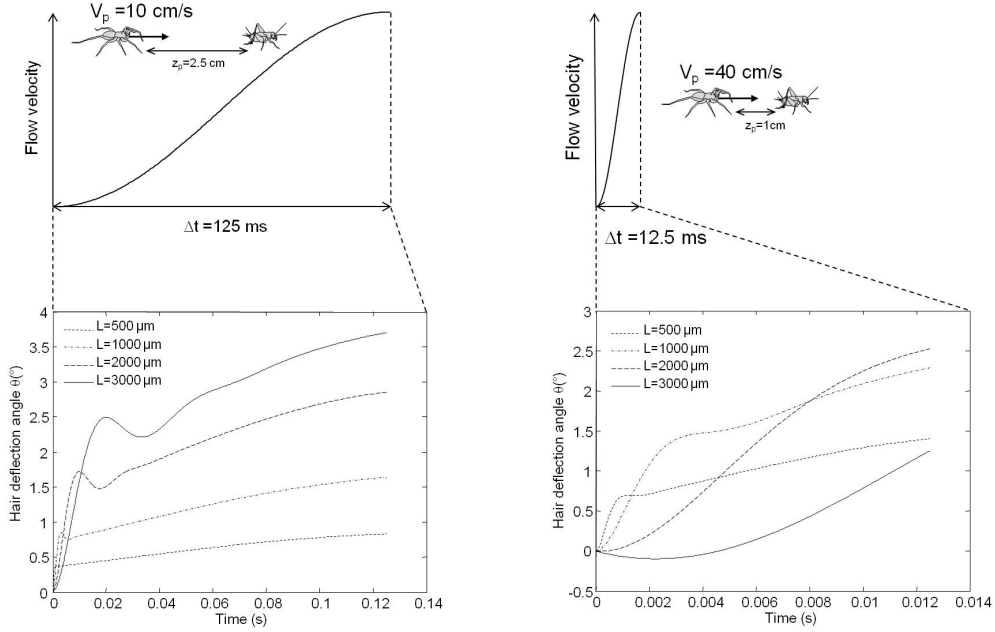 V_p =10 cm/s
z_p=2.5 cm
Flow velocity
Δt =125 ms
V_p =40 cm/s
z_p=1cm
Flow velocity
Δt =12.5 ms
4
3.5
3
2.5
2
1.5
1
0.5
0
L=500 µm
L=1000 µm
L=2000 µm
L=3000 µm
Hair deflection angle θ(°)
0 0.02 0.04 0.06 0.08 0.1 0.12 0.14
Time (s)
3
2.5
2
1.5
1
0.5
0
-0.5
L=500 µm
L=1000 µm
L=2000 µm
L=3000 µm
Hair deflection angle θ(°)
0 0.002 0.004 0.006 0.008 0.01 0.012 0.014
Time (s)